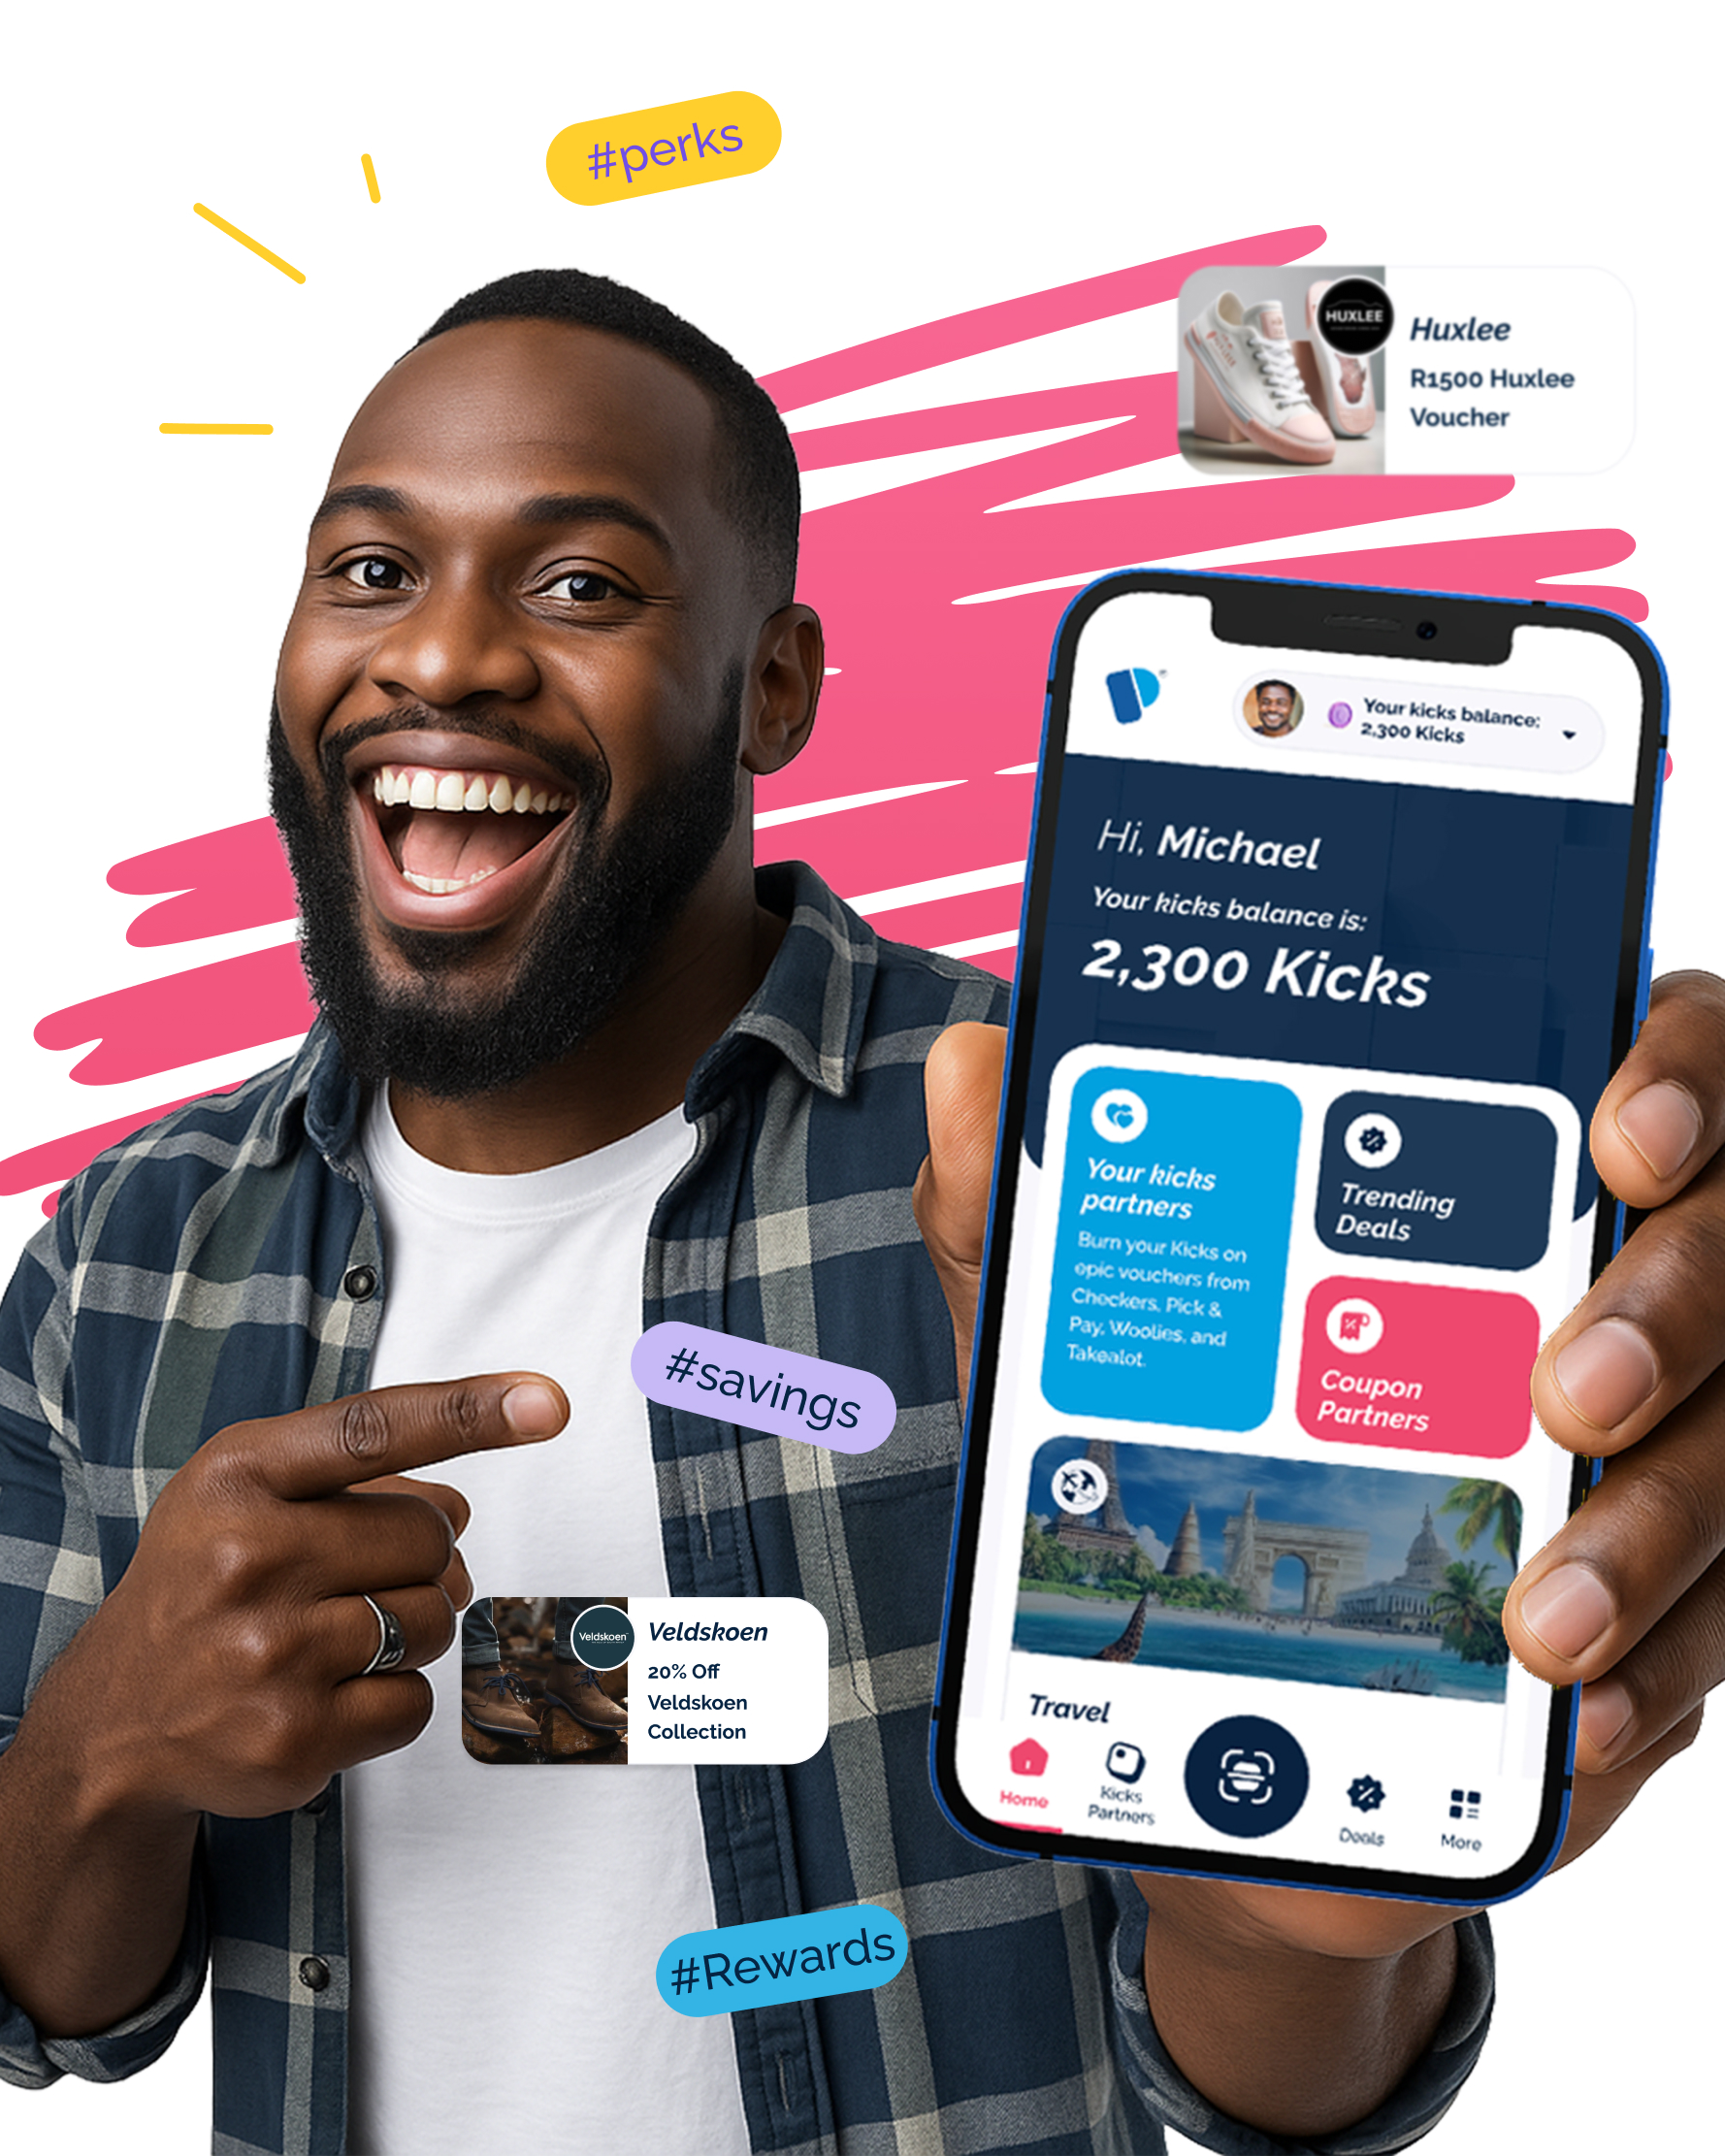 #perks
HUXLEE
Huxlee
R1500 Huxlee
Voucher
Your kicks balance:
2,300 Kicks
Hi, Michael
Your kicks balance is:
2,300 Kicks
Your kicks
partners
Burn your Kicks on
epic vouchers from
Checkers, Pick &
Pay, Woolies, and
Takealot.
Trending
Deals
Coupon
Partners
#savings
Veldskoen
Veldskoen
20% Off
Veldskoen
Collection
Travel
Home
Kicks
Partners
Deals
More
#Rewards